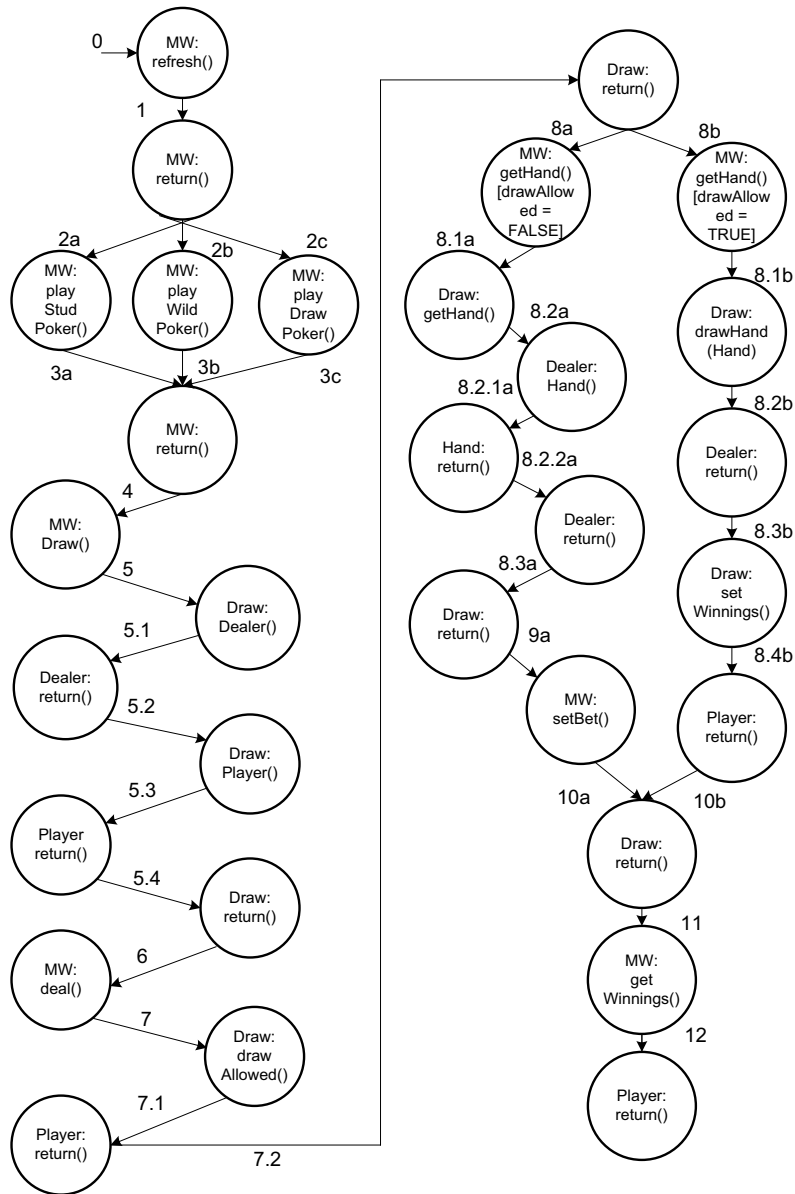 0
MW:
refresh()
1
MW:
return()
2a
2b
2c
MW:
play
Stud
Poker()
MW:
play
Wild
Poker()
MW:
play
Draw
Poker()
3a
3b
3c
MW:
return()
4
MW:
Draw()
5
Draw:
Dealer()
5.1
Dealer:
return()
5.2
Draw:
Player()
5.3
Player
return()
5.4
Draw:
return()
6
MW:
deal()
7
Draw:
draw
Allowed()
7.1
Player:
return()
7.2
Draw:
return()
8a
8b
MW:
getHand()
[drawAllow
ed =
FALSE]
MW:
getHand()
[drawAllow
ed =
TRUE]
8.1a
8.1b
Draw:
getHand()
Draw:
drawHand
(Hand)
8.2a
Dealer:
Hand()
8.2b
8.2.1a
Hand:
return()
Dealer:
return()
8.2.2a
Dealer:
return()
8.3b
8.3a
Draw:
return()
Draw:
set
Winnings()
9a
8.4b
MW:
setBet()
Player:
return()
10a
10b
Draw:
return()
11
MW:
get
Winnings()
12
Player:
return()